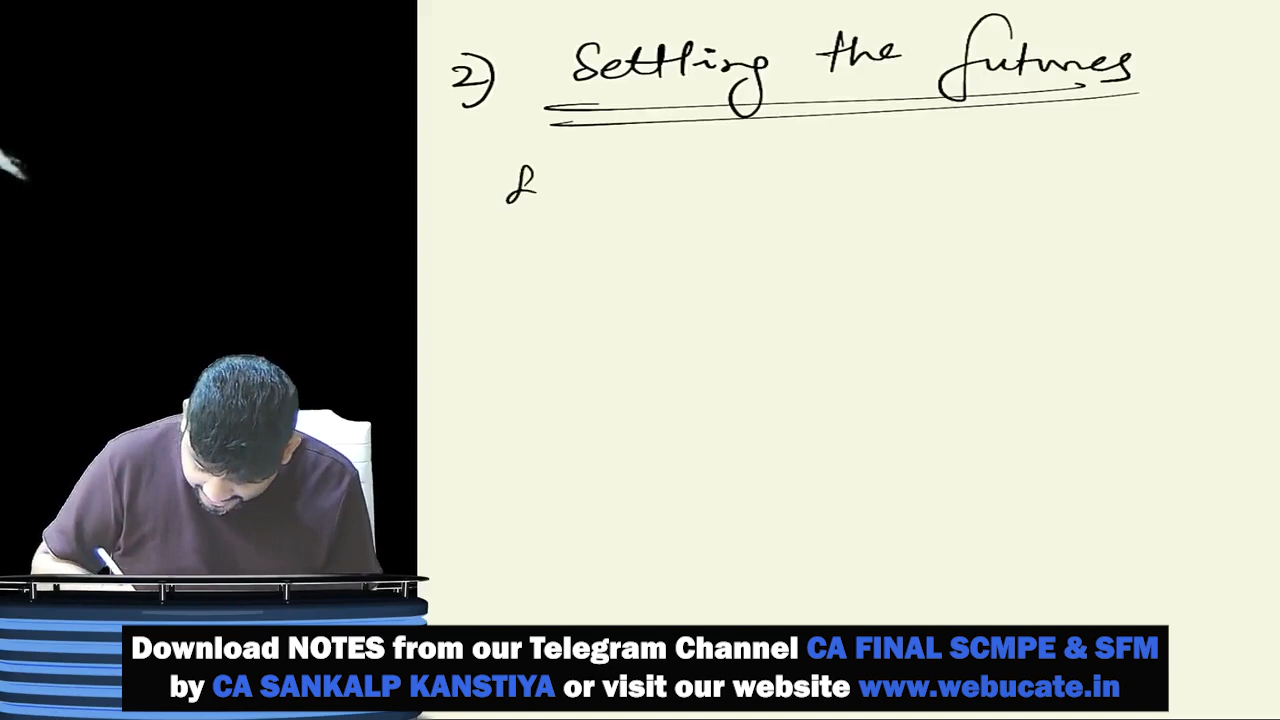 2) Settling the futures
Download NOTES from our Telegram Channel CA FINAL SCMPE & SFM
by CA SANKALP KANSTIYA or visit our website www.webucate.in